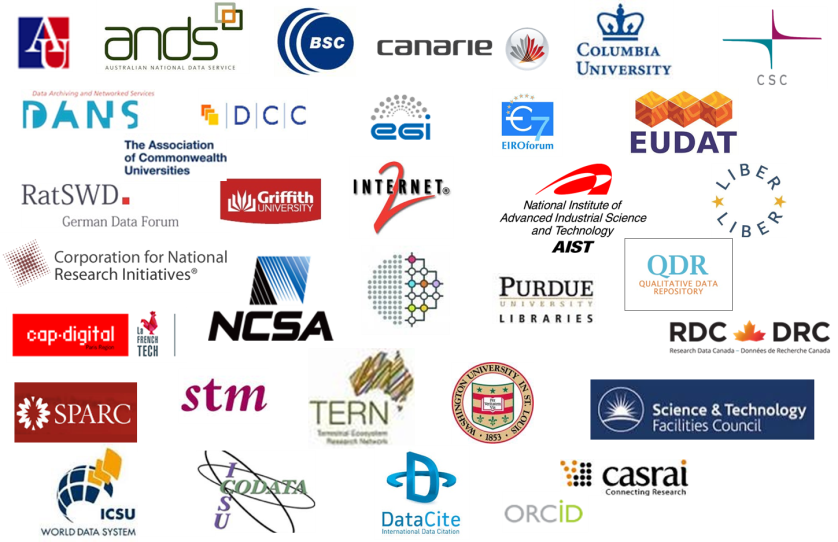 AU
ands
AUSTRALIAN NATIONAL DATA SERVICE
BSC
canarie
COLUMBIA
UNIVERSITY
CSC
Data Archiving and Networked Services
DANS
D|C|C
egi
€7
EIROforum
EUDAT
The Association
of Commonwealth
Universities
RatSWD
German Data Forum
Griffith
UNIVERSITY
INTERNET®
2
National Institute of
Advanced Industrial Science
and Technology
AIST
LIBER
LIBER
Corporation for National
Research Initiatives®
NCSA
PURDUE
UNIVERSITY
LIBRARIES
QDR
QUALITATIVE DATA
REPOSITORY
cap·digital
Paris Region
LA
FRENCH
TECH
RDC DRC
Research Data Canada - Données de Recherche Canada
SPARC
stm
TERN
Terrestrial Ecosystem
Research Network
WASHINGTON UNIVERSITY IN ST. LOUIS
1853
Science & Technology
Facilities Council
ICSU
WORLD DATA SYSTEM
ICSU
CODATA
DataCite
International Data Citation
casrai
Connecting Research
ORCID